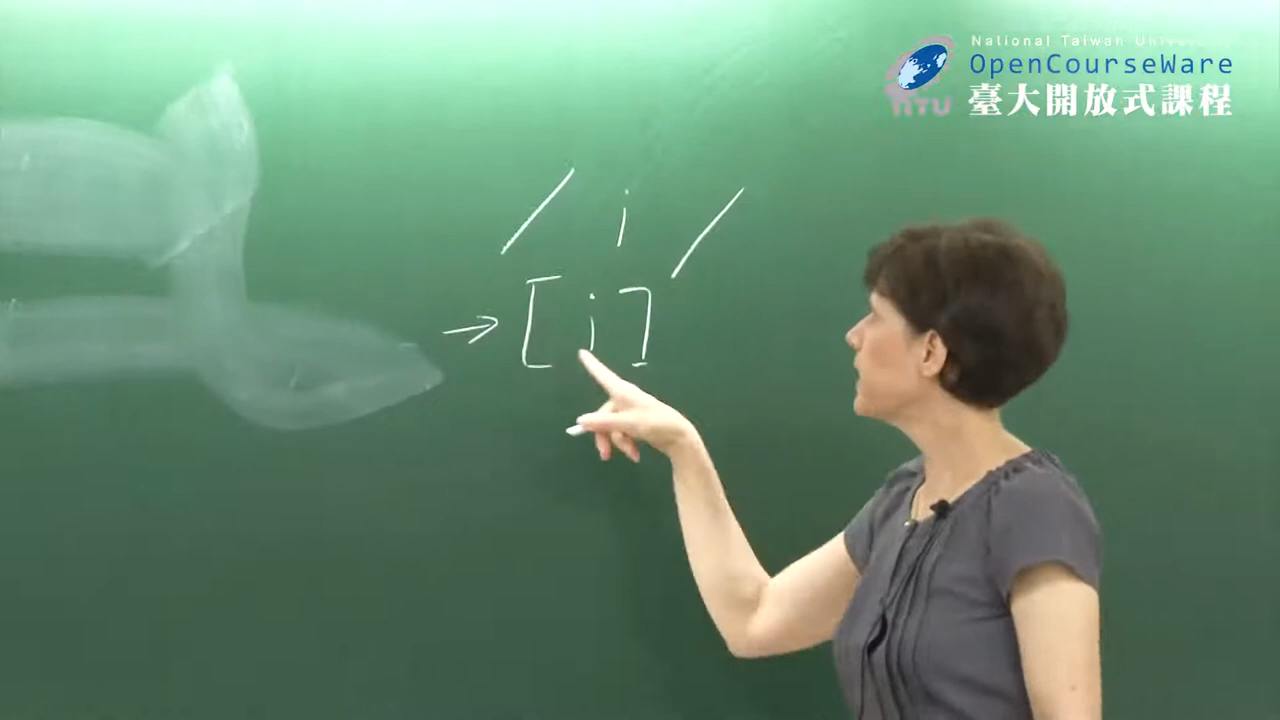 National Taiwan University
OpenCourseWare
NTU 臺大開放式課程
/ i /
→ [ i ]